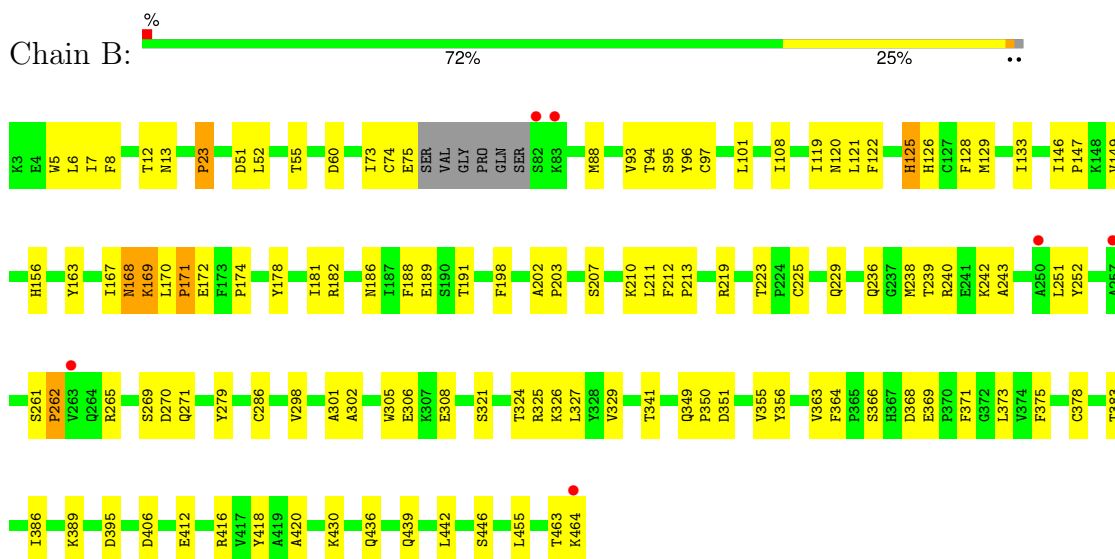 %
Chain B:
72% 25% ••
K3 E4 W5 L6 I7 F8 T12 N13 P23 D51 L52 T55 D60 I73 C74 E75 SER VAL GLY PRO GLN SER S82 K83 M88 V93 T94 S95 Y96 C97 L101 I108 I119 N120 L121 F122 H125 H126 C127 F128 M129 I133 I146 P147 K148 V149
H156 Y163 I167 N168 K169 L170 P171 E172 F173 P174 Y178 I181 R182 N186 I187 F188 E189 S190 T191 F198 A202 P203 S207 K210 L211 F212 P213 R219 T223 P224 C225 Q229 Q236 G237 M238 T239 R240 E241 K242 A243 A250 L251 Y252 A257
S261 P262 V263 Q264 R265 S269 D270 Q271 Y279 C286 V298 A301 A302 W305 E306 K307 E308 S321 T324 R325 K326 L327 Y328 V329 T341 Q349 P350 D351 V355 Y356 V363 F364 P365 S366 H367 D368 E369 P370 F371 G372 L373 V374 F375 C378 T383
I386 K389 D395 D406 E412 R416 V417 Y418 A419 A420 K430 Q436 Q439 L442 S446 L455 T463 K464